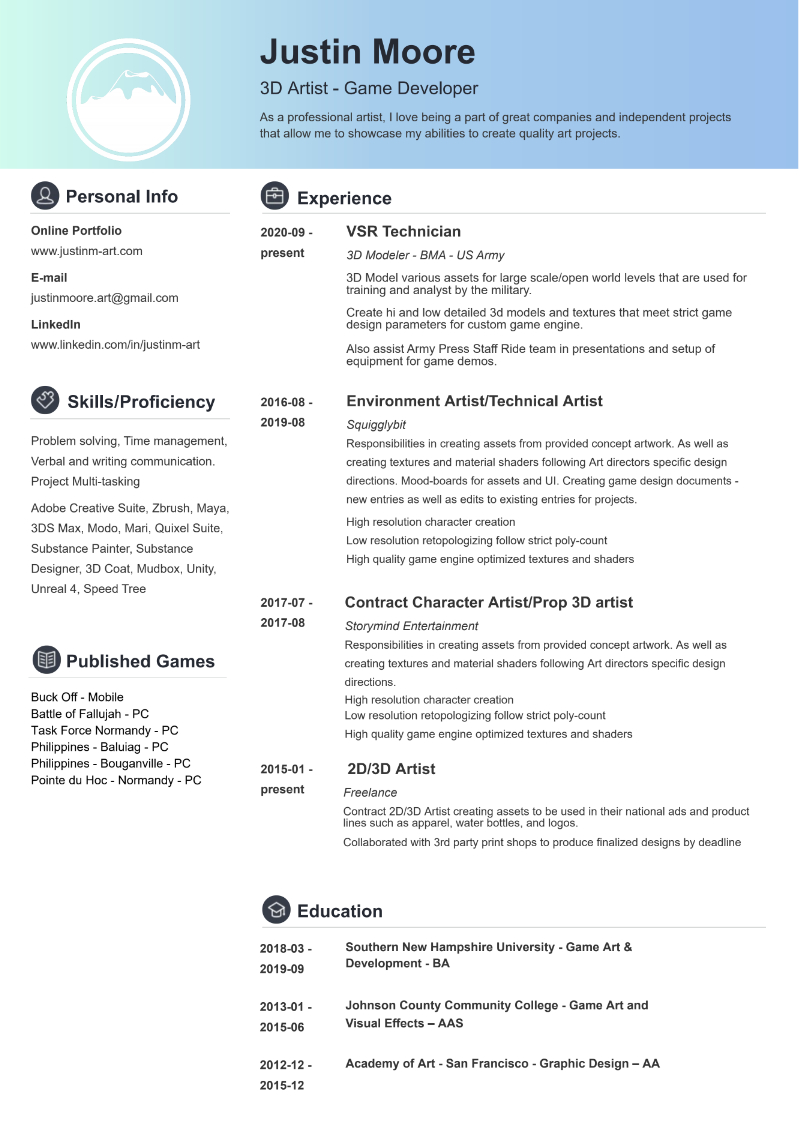 Justin Moore
3D Artist - Game Developer
As a professional artist, I love being a part of great companies and independent projects
that allow me to showcase my abilities to create quality art projects.
Personal Info
Online Portfolio
www.justinm-art.com
E-mail
justinmoore.art@gmail.com
LinkedIn
www.linkedin.com/in/justinm-art
Skills/Proficiency
Problem solving, Time management,
Verbal and writing communication.
Project Multi-tasking
Adobe Creative Suite, Zbrush, Maya,
3DS Max, Modo, Mari, Quixel Suite,
Substance Painter, Substance
Designer, 3D Coat, Mudbox, Unity,
Unreal 4, Speed Tree
Published Games
Buck Off - Mobile
Battle of Fallujah - PC
Task Force Normandy - PC
Philippines - Baluiag - PC
Philippines - Bouganville - PC
Pointe du Hoc - Normandy - PC
Experience
2020-09 -
present
VSR Technician
3D Modeler - BMA - US Army
3D Model various assets for large scale/open world levels that are used for
training and analyst by the military.
Create hi and low detailed 3d models and textures that meet strict game
design parameters for custom game engine.
Also assist Army Press Staff Ride team in presentations and setup of
equipment for game demos.
2016-08 -
2019-08
Environment Artist/Technical Artist
Squigglybit
Responsibilities in creating assets from provided concept artwork. As well as
creating textures and material shaders following Art directors specific design
directions. Mood-boards for assets and UI. Creating game design documents -
new entries as well as edits to existing entries for projects.
High resolution character creation
Low resolution retopologizing follow strict poly-count
High quality game engine optimized textures and shaders
2017-07 -
2017-08
Contract Character Artist/Prop 3D artist
Storymind Entertainment
Responsibilities in creating assets from provided concept artwork. As well as
creating textures and material shaders following Art directors specific design
directions.
High resolution character creation
Low resolution retopologizing follow strict poly-count
High quality game engine optimized textures and shaders
2015-01 -
present
2D/3D Artist
Freelance
Contract 2D/3D Artist creating assets to be used in their national ads and product
lines such as apparel, water bottles, and logos.
Collaborated with 3rd party print shops to produce finalized designs by deadline
Education
2018-03 -
2019-09
Southern New Hampshire University - Game Art &
Development - BA
2013-01 -
2015-06
Johnson County Community College - Game Art and
Visual Effects – AAS
2012-12 -
2015-12
Academy of Art - San Francisco - Graphic Design – AA